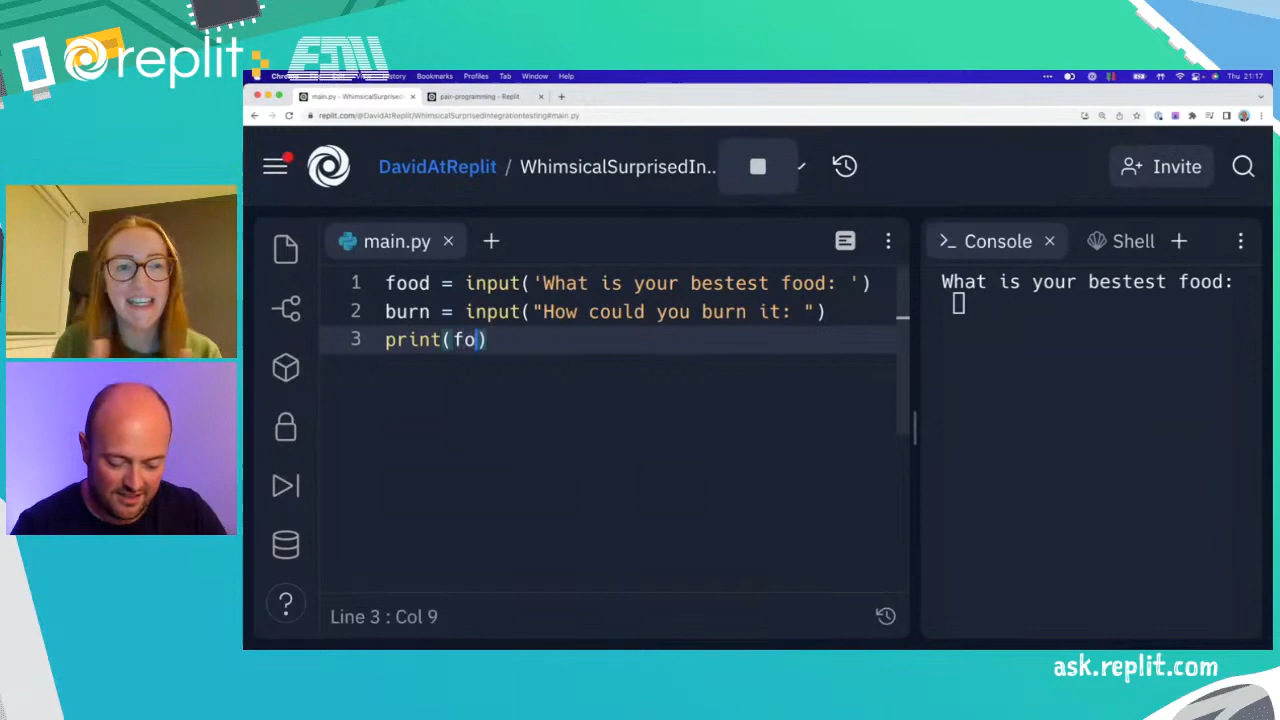 replit
EDU
History Bookmarks Profiles Tab Window Help
Thu 21:17
main.py - WhimsicalSurprisedI
pair-programming - Replit
replit.com/@DavidAtReplit/WhimsicalSurprisedIntegrationtesting#main.py
DavidAtReplit / WhimsicalSurprisedIn..
Invite
main.py
Console
Shell
1 food = input('What is your bestest food: ')
2 burn = input("How could you burn it: ")
3 print(fo)
What is your bestest food:
?
Line 3 : Col 9
ask.replit.com